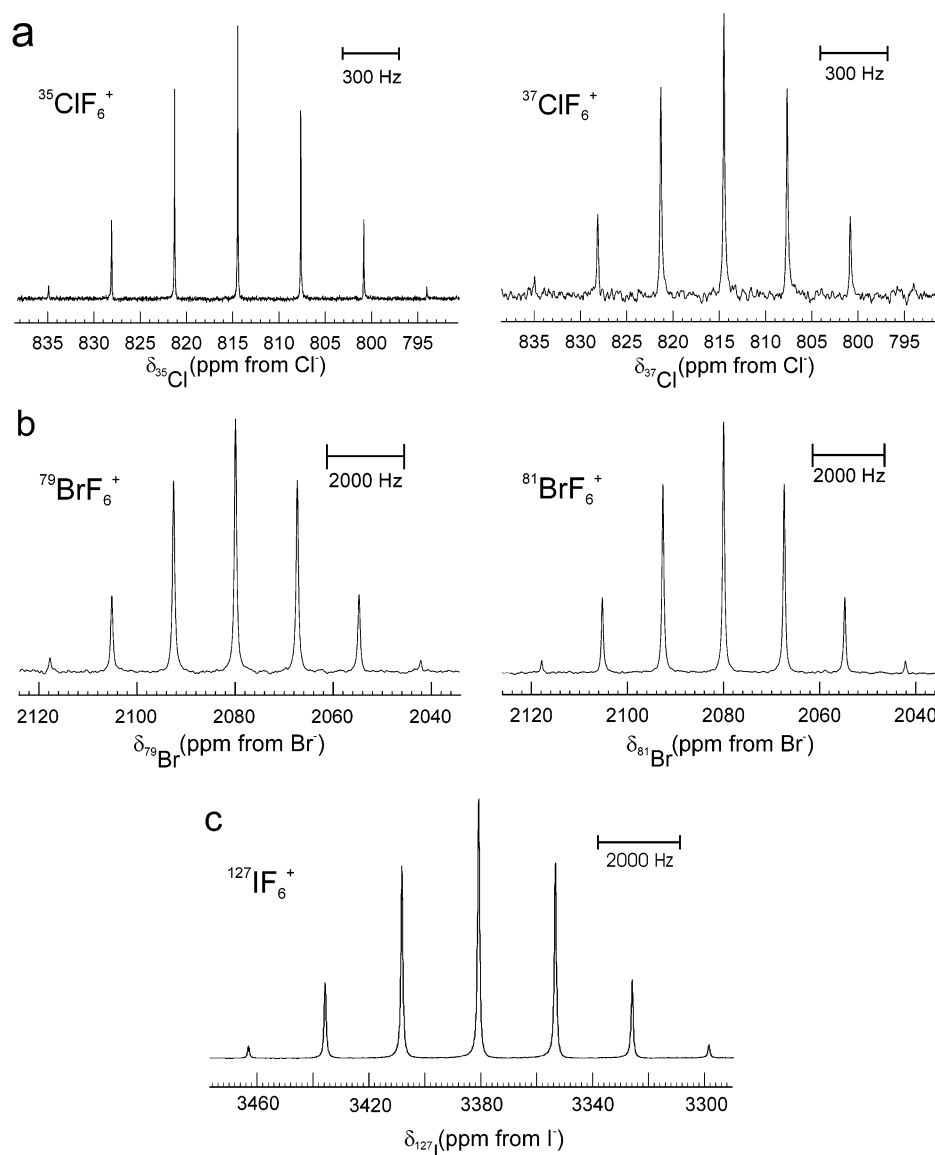 a
³⁵ClF₆⁺
300 Hz
835 830 825 820 815 810 805 800 795
δ₃₅Cl(ppm from Cl⁻)
³⁷ClF₆⁺
300 Hz
835 830 825 820 815 810 805 800 795
δ₃₇Cl(ppm from Cl⁻)
b
⁷⁹BrF₆⁺
2000 Hz
2120 2100 2080 2060 2040
δ₇₉Br(ppm from Br⁻)
⁸¹BrF₆⁺
2000 Hz
2120 2100 2080 2060 2040
δ₈₁Br(ppm from Br⁻)
c
¹²⁷IF₆⁺
2000 Hz
3460 3420 3380 3340 3300
δ₁₂₇I(ppm from I⁻)